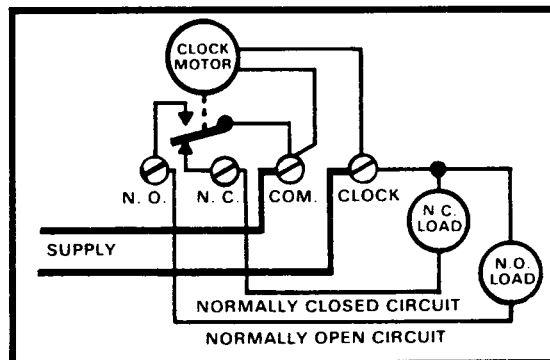 CLOCK
MOTOR
N. O.
N. C.
COM.
CLOCK
N C.
LOAD
SUPPLY
N.O.
LOAD
NORMALLY CLOSED CIRCUIT
NORMALLY OPEN CIRCUIT